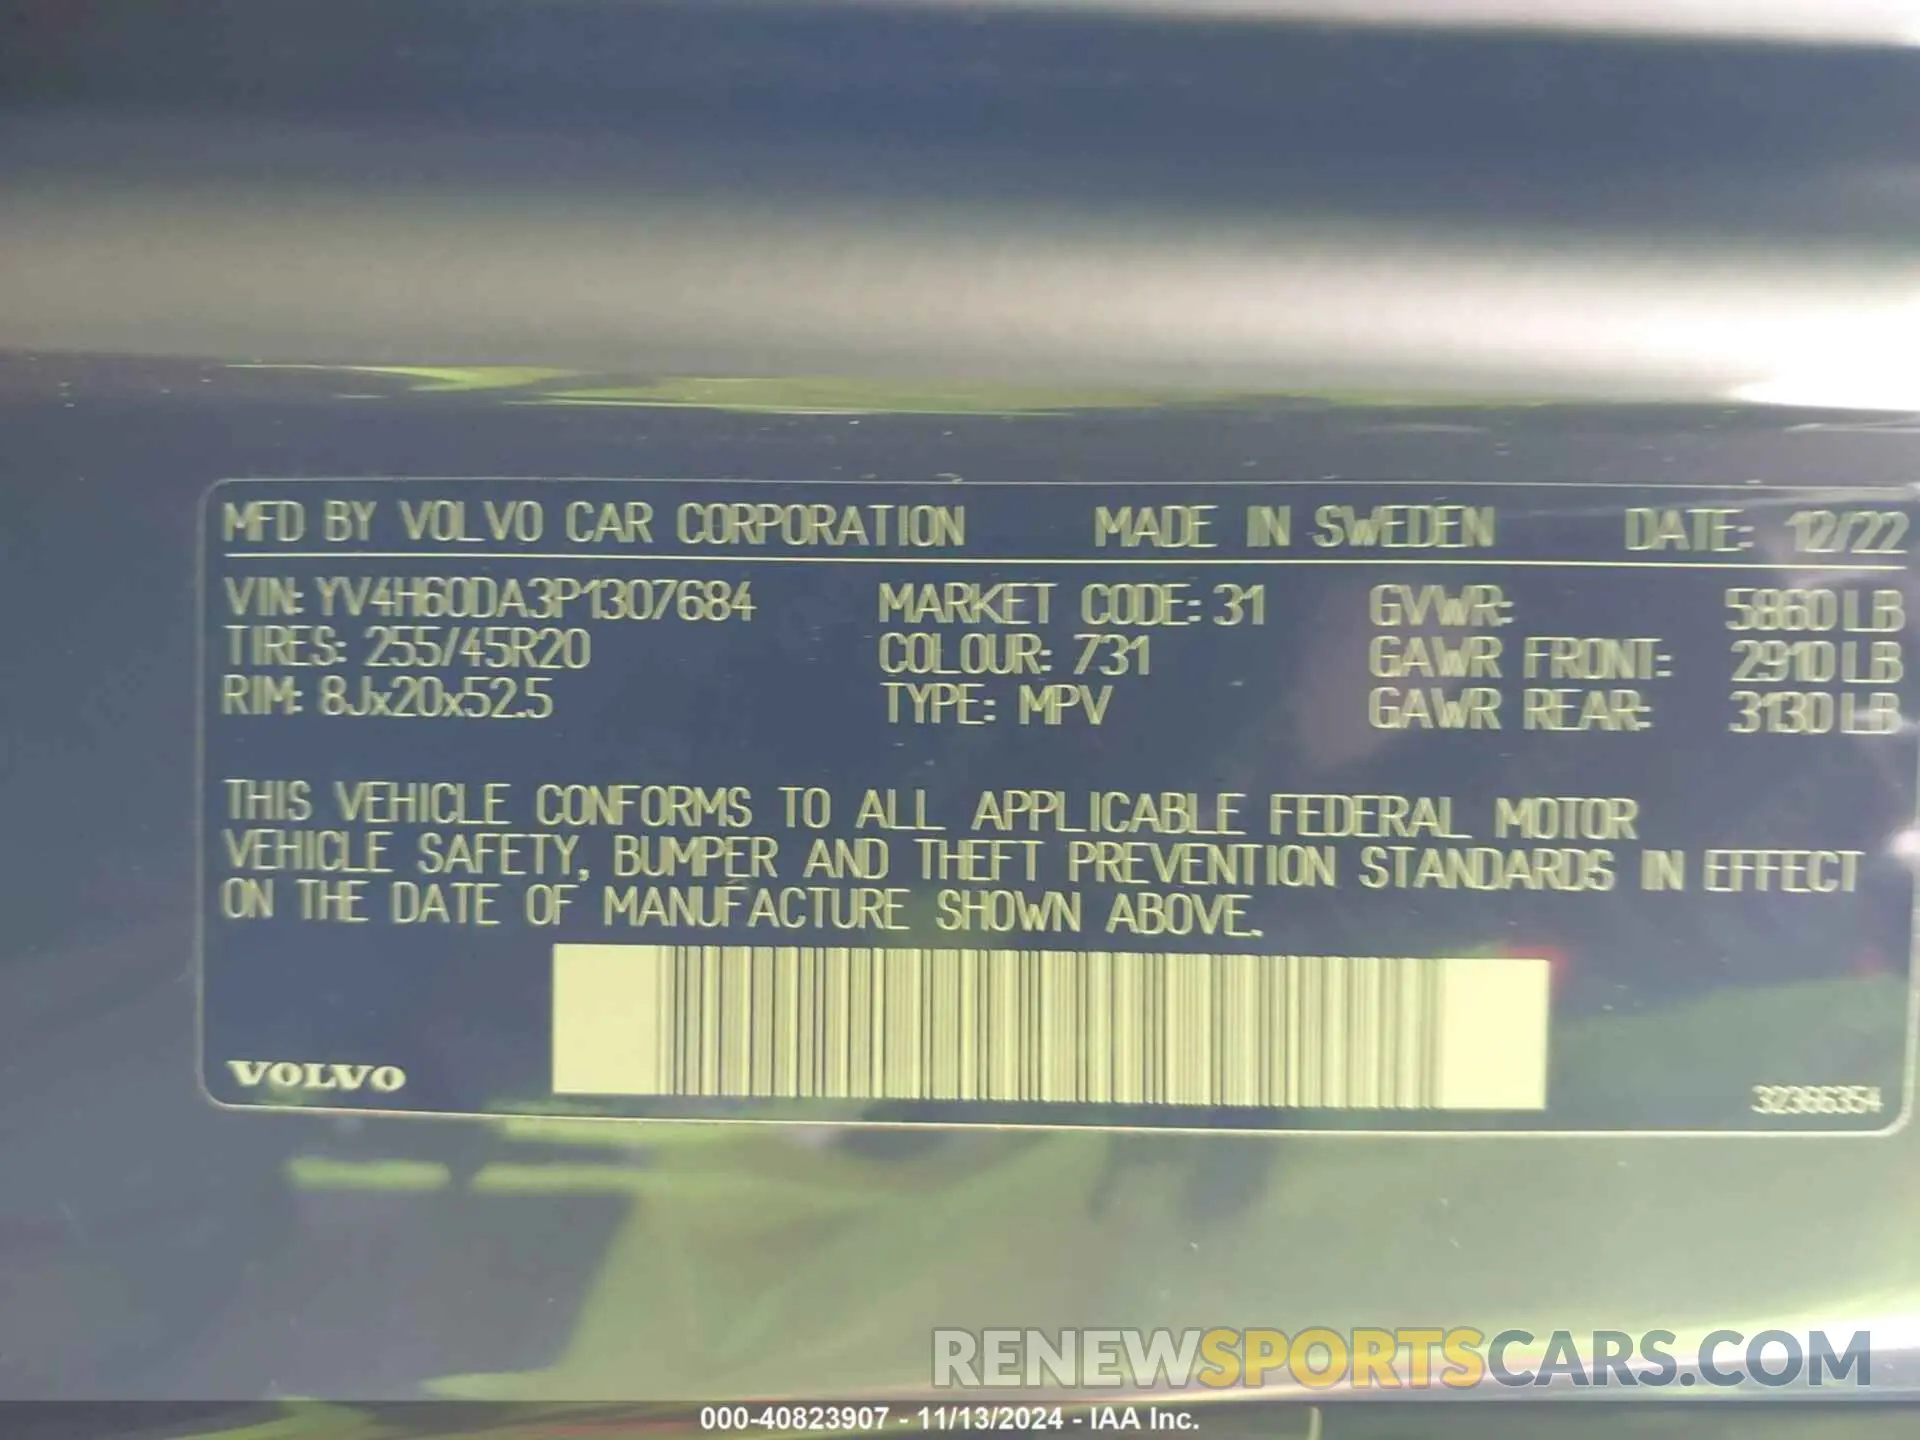 MFD BY VOLVO CAR CORPORATION MADE IN SWEDEN DATE: 12/22
VIN: YV4H60DA3P1307684 MARKET CODE: 31 GVWR: 5860 LB
TIRES: 255/45R20 COLOUR: 731 GAWR FRONT: 2910 LB
RIM: 8Jx20x52.5 TYPE: MPV GAWR REAR: 3130 LB
THIS VEHICLE CONFORMS TO ALL APPLICABLE FEDERAL MOTOR
VEHICLE SAFETY, BUMPER AND THEFT PREVENTION STANDARDS IN EFFECT
ON THE DATE OF MANUFACTURE SHOWN ABOVE.
VOLVO
32366354
RENEWSPORTSCARS.COM
000-40823907 - 11/13/2024 - IAA Inc.